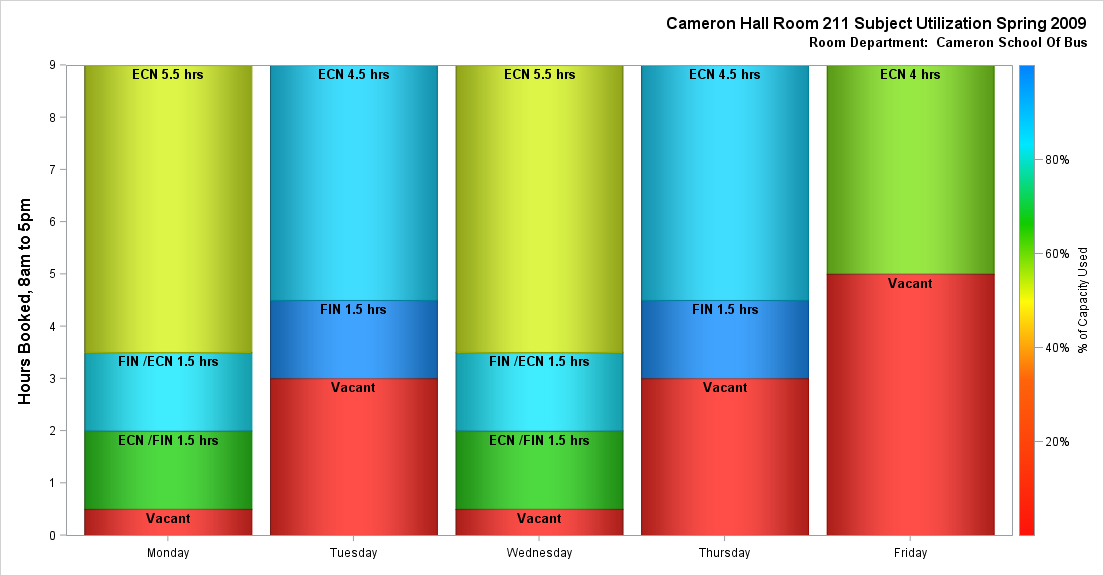 Cameron Hall Room 211 Subject Utilization Spring 2009
Room Department:  Cameron School Of Bus
Hours Booked, 8am to 5pm
9
8
7
6
5
4
3
2
1
0
ECN 5.5 hrs
FIN /ECN 1.5 hrs
ECN /FIN 1.5 hrs
Vacant
ECN 4.5 hrs
FIN 1.5 hrs
Vacant
ECN 5.5 hrs
FIN /ECN 1.5 hrs
ECN /FIN 1.5 hrs
Vacant
ECN 4.5 hrs
FIN 1.5 hrs
Vacant
ECN 4 hrs
Vacant
Monday
Tuesday
Wednesday
Thursday
Friday
80%
60%
40%
20%
% of Capacity Used